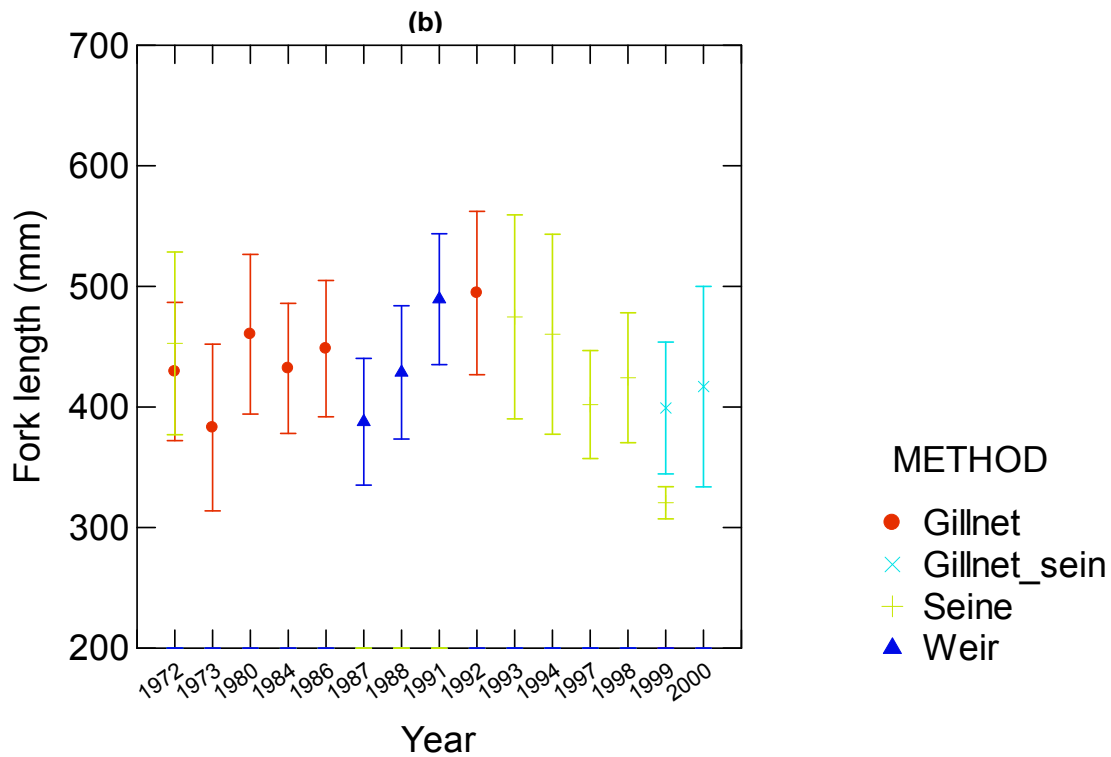 (b)
700
600
500
400
300
200
Fork length (mm)
1972 1973 1980 1984 1986 1987 1988 1991 1992 1993 1994 1997 1998 1999 2000
Year
METHOD
Gillnet
Gillnet_sein
Seine
Weir